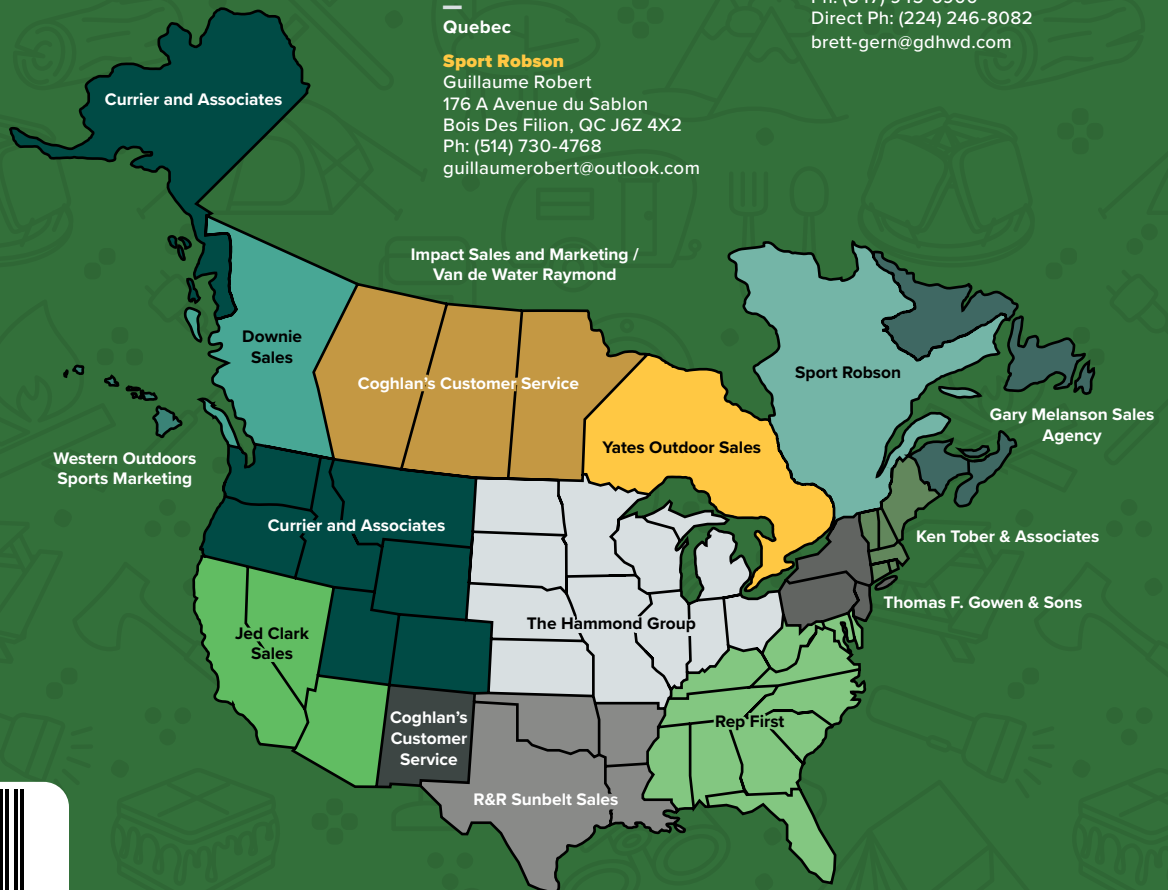 Quebec
Sport Robson
Guillaume Robert
176 A Avenue du Sablon
Bois Des Filion, QC J6Z 4X2
Ph: (514) 730-4768
guillaumerobert@outlook.com
Direct Ph: (224) 246-8082
brett-gern@gdhwd.com
Currier and Associates
Impact Sales and Marketing /
Van de Water Raymond
Downie
Sales
Coghlan's Customer Service
Sport Robson
Yates Outdoor Sales
Gary Melanson Sales
Agency
Western Outdoors
Sports Marketing
Currier and Associates
Ken Tober & Associates
Thomas F. Gowen & Sons
The Hammond Group
Jed Clark
Sales
Coghlan's
Customer
Service
Rep First
R&R Sunbelt Sales